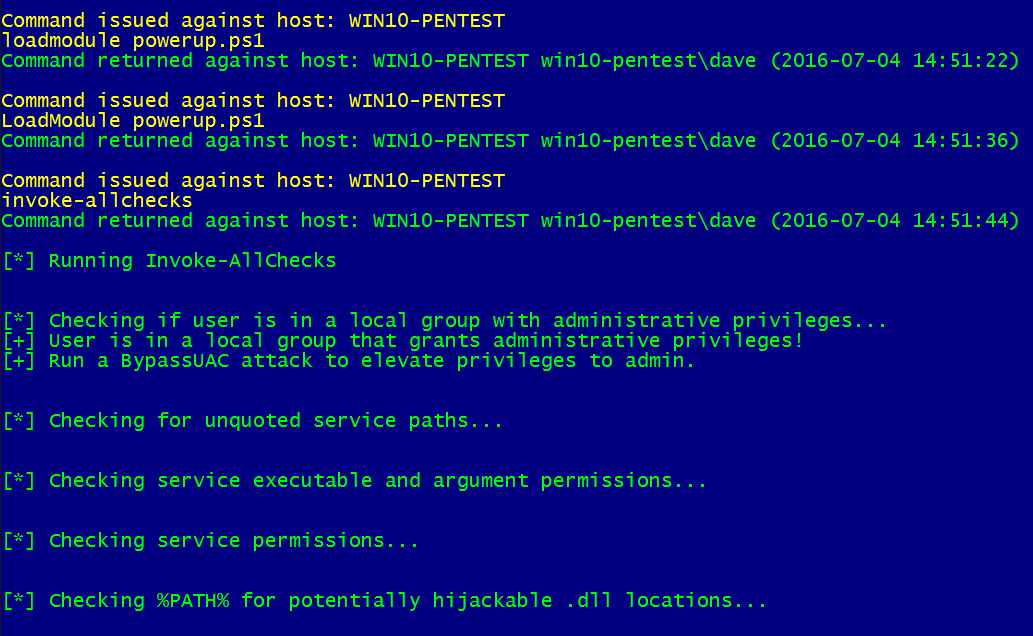 Command issued against host: WIN10-PENTEST
loadmodule powerup.ps1
Command returned against host: WIN10-PENTEST win10-pentest\dave (2016-07-04 14:51:22)
Command issued against host: WIN10-PENTEST
LoadModule powerup.ps1
Command returned against host: WIN10-PENTEST win10-pentest\dave (2016-07-04 14:51:36)
Command issued against host: WIN10-PENTEST
invoke-allchecks
Command returned against host: WIN10-PENTEST win10-pentest\dave (2016-07-04 14:51:44)
[*] Running Invoke-AllChecks
[*] Checking if user is in a local group with administrative privileges...
[+] User is in a local group that grants administrative privileges!
[+] Run a BypassUAC attack to elevate privileges to admin.
[*] Checking for unquoted service paths...
[*] Checking service executable and argument permissions...
[*] Checking service permissions...
[*] Checking %PATH% for potentially hijackable .dll locations...